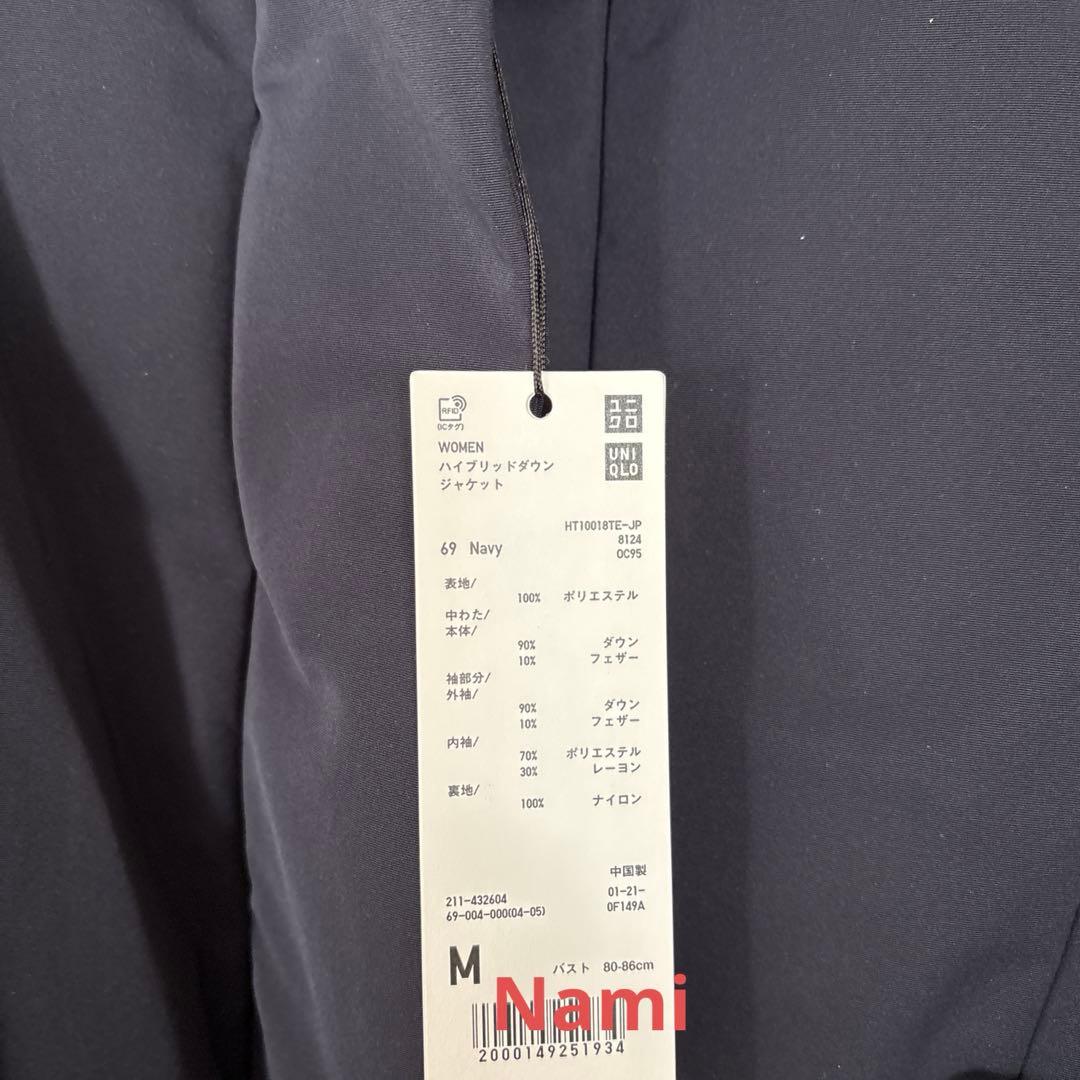 RFID
(ICタグ)
ユニ
クロ
UNI
QLO
WOMEN
ハイブリッドダウン
ジャケット
HT10018TE-JP
8124
69 Navy
OC95
表地/
100% ポリエステル
中わた/
本体/
90% ダウン
10% フェザー
袖部分/
外袖/
90% ダウン
10% フェザー
内袖/
70% ポリエステル
30% レーヨン
裏地/
100% ナイロン
中国製
211-432604
69-004-000(04-05)
01-21-
0F149A
M
バスト 80-86cm
Nami
2000149251934